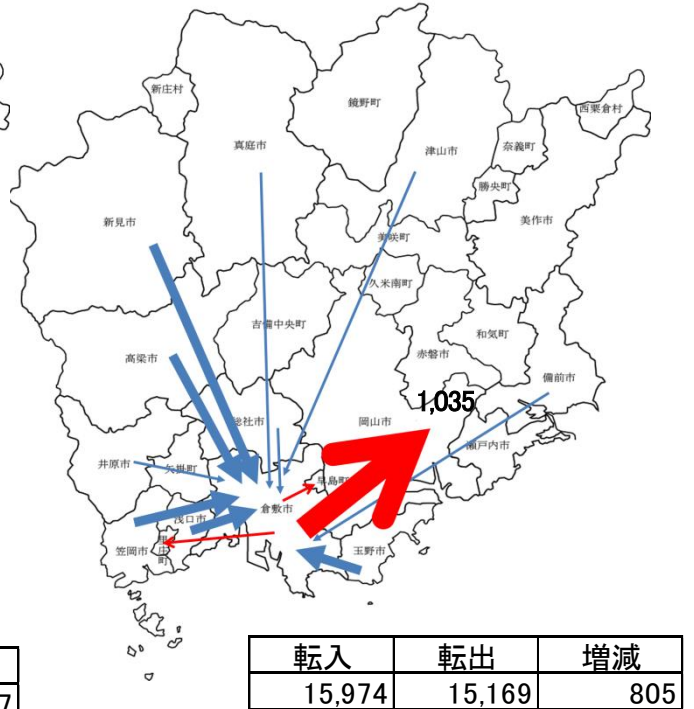 新庄村
鏡野町
西粟倉村
真庭市
津山市
奈義町
勝央町
新見市
美作市
美咲町
久米南町
吉備中央町
和気町
高梁市
赤磐市
備前市
1,035
総社市
岡山市
瀬戸内市
井原市
矢掛町
早島町
倉敷市
浅口市
里庄町
笠岡市
玉野市
転入 転出 増減
15,974 15,169 805
7